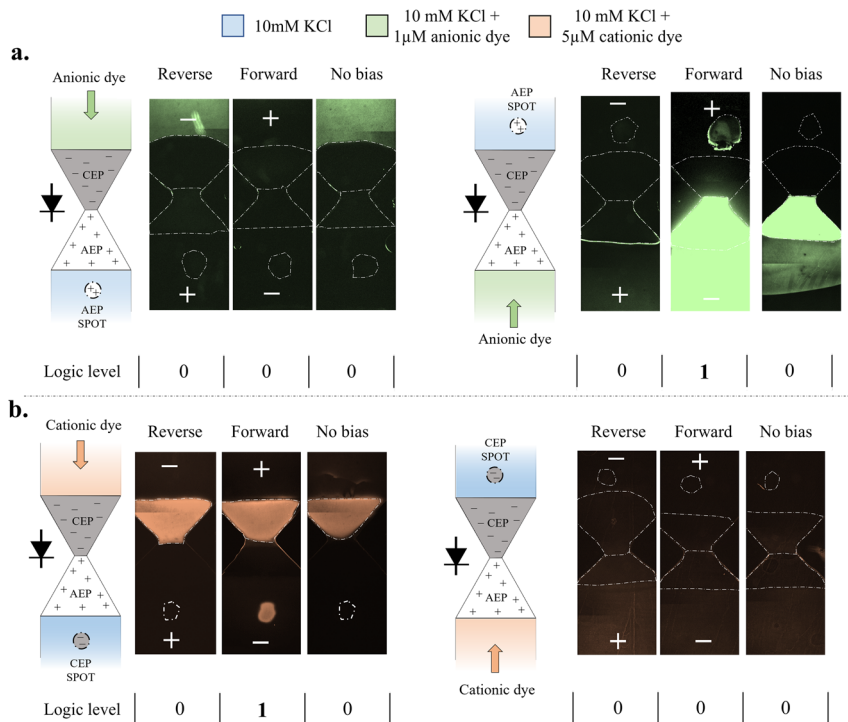 10mM KCl
10 mM KCl +
1μM anionic dye
10 mM KCl +
5μM cationic dye
a.
Anionic dye
Reverse
Forward
No bias
CEP
AEP
AEP
SPOT
− + 
+ −
Logic level | 0 | 0 | 0 |
AEP
SPOT
Reverse
Forward
No bias
CEP
AEP
Anionic dye
− +
+ −
| 0 | 1 | 0 |
b.
Cationic dye
Reverse
Forward
No bias
CEP
AEP
CEP
SPOT
− +
+ −
Logic level | 0 | 1 | 0 |
CEP
SPOT
Reverse
Forward
No bias
CEP
AEP
Cationic dye
− +
+ −
| 0 | 0 | 0 |